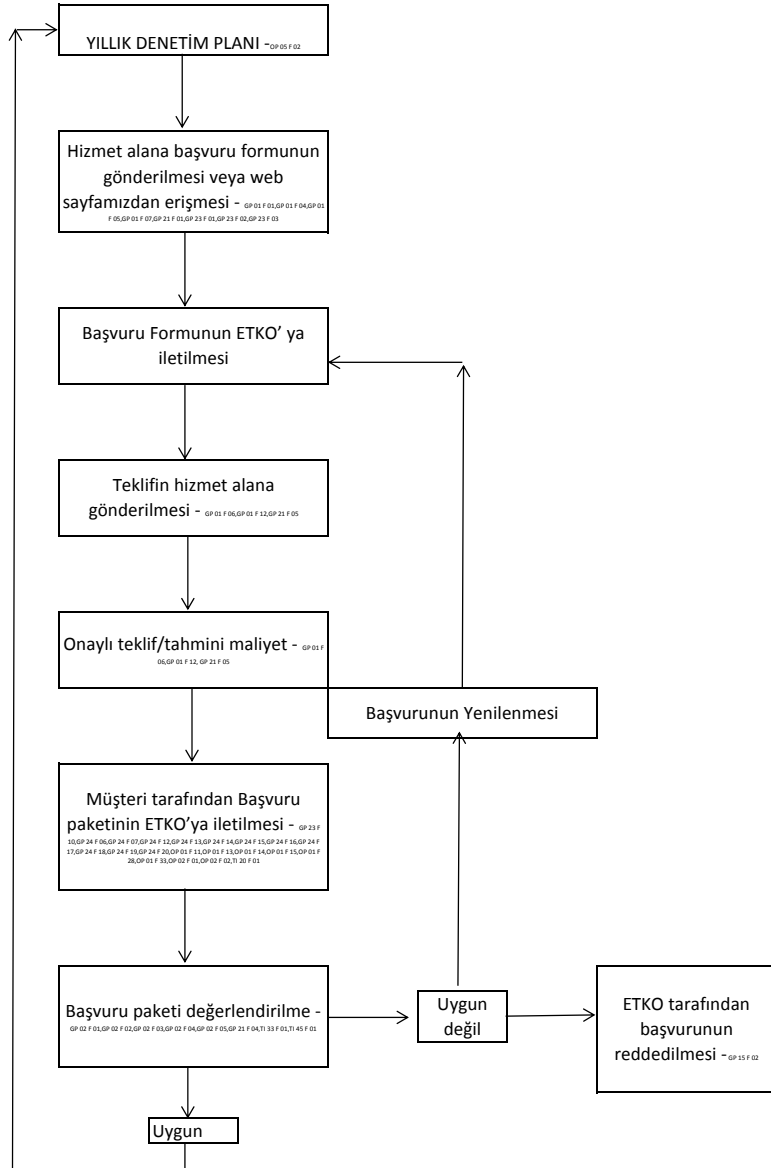 YILLIK DENETİM PLANI -OP 05 F 02
Hizmet alana başvuru formunun
gönderilmesi veya web
sayfamızdan erişmesi - GP 01 F 01,GP 01 F 04,GP 01
F 05,GP 01 F 07,GP 21 F 01,GP 23 F 01,GP 23 F 02,GP 23 F 03
Başvuru Formunun ETKO’ ya
iletilmesi
Teklifin hizmet alana
gönderilmesi - GP 01 F 06,GP 01 F 12,GP 21 F 05
Onaylı teklif/tahmini maliyet - GP 01 F
06,GP 01 F 12, GP 21 F 05
Başvurunun Yenilenmesi
Müşteri tarafından Başvuru
paketinin ETKO’ya iletilmesi - GP 23 F
10,GP 24 F 06,GP 24 F 07,GP 24 F 12,GP 24 F 13,GP 24 F 14,GP 24 F 15,GP 24 F 16,GP 24 F
17,GP 24 F 18,GP 24 F 19,GP 24 F 20,OP 01 F 11,OP 01 F 13,OP 01 F 14,OP 01 F 15,OP 01 F
28,OP 01 F 33,OP 02 F 01,OP 02 F 02,TI 20 F 01
Başvuru paketi değerlendirilme -
GP 02 F 01,GP 02 F 02,GP 02 F 03,GP 02 F 04,GP 02 F 05,GP 21 F 04,TI 33 F 01,TI 45 F 01
Uygun
değil
ETKO tarafından
başvurunun
reddedilmesi -GP 15 F 02
Uygun